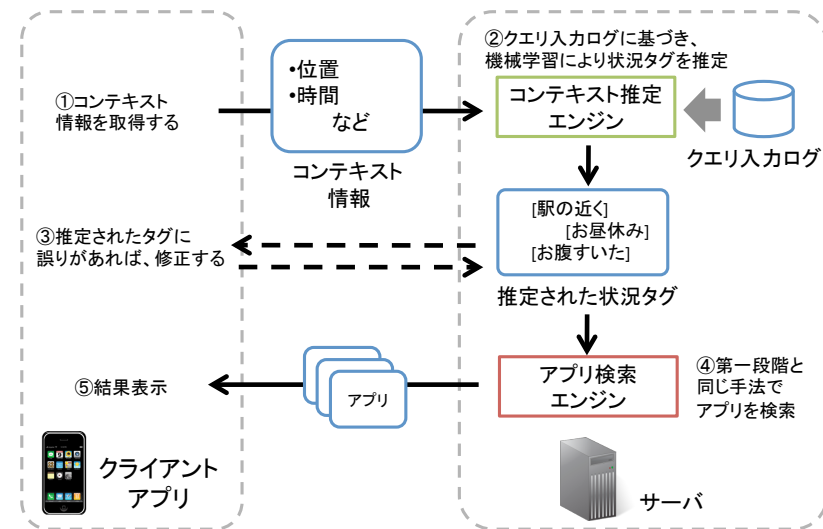 ①コンテキスト
情報を取得する
•位置
•時間
など
コンテキスト
情報
②クエリ入力ログに基づき、
機械学習により状況タグを推定
コンテキスト推定
エンジン
クエリ入力ログ
③推定されたタグに
誤りがあれば、修正する
[駅の近く]
[お昼休み]
[お腹すいた]
推定された状況タグ
アプリ検索
エンジン
④第一段階と
同じ手法で
アプリを検索
アプリ
⑤結果表示
クライアント
アプリ
サーバ